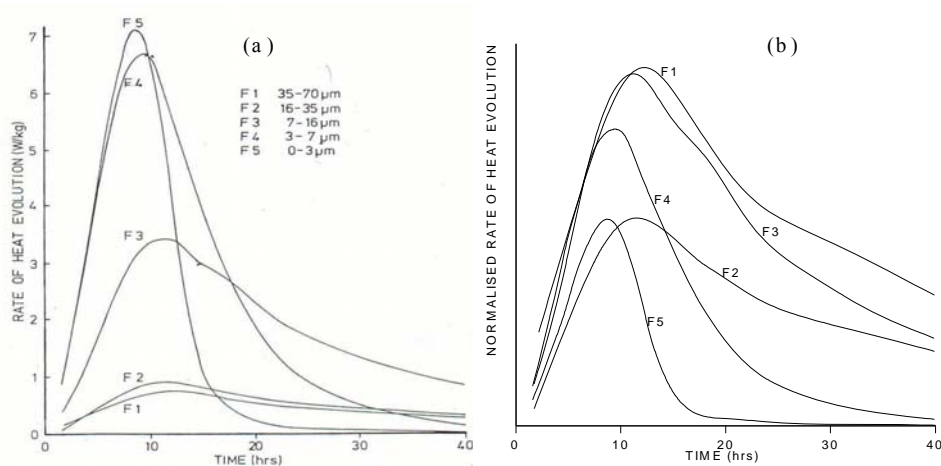 (a)
RATE OF HEAT EVOLUTION (W/kg)
7
6
5
4
3
2
1
0
F5
F4
F3
F2
F1
F1 35-70µm
F2 16-35µm
F3 7-16µm
F4 3-7µm
F5 0-3µm
0 10 20 30 40
TIME (hrs)
(b)
NORMALISED RATE OF HEAT EVOLUTION
F1
F4
F3
F2
F5
0 10 20 30 40
TIME (hrs)